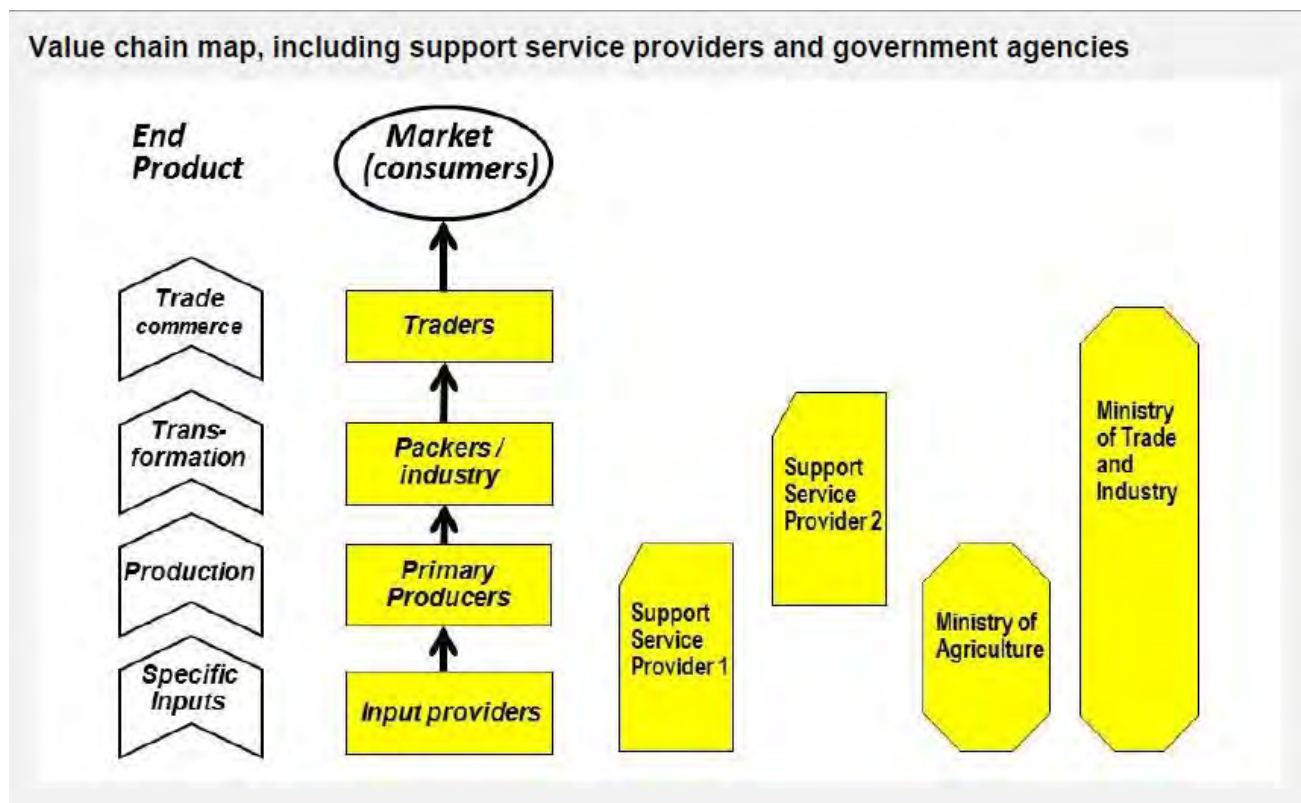 Value chain map, including support service providers and government agencies
End
Product
Market
(consumers)
Trade
commerce
Traders
Trans-
formation
Packers /
industry
Production
Primary
Producers
Specific
Inputs
Input providers
Support
Service
Provider 1
Support
Service
Provider 2
Ministry of
Agriculture
Ministry
of Trade
and
Industry